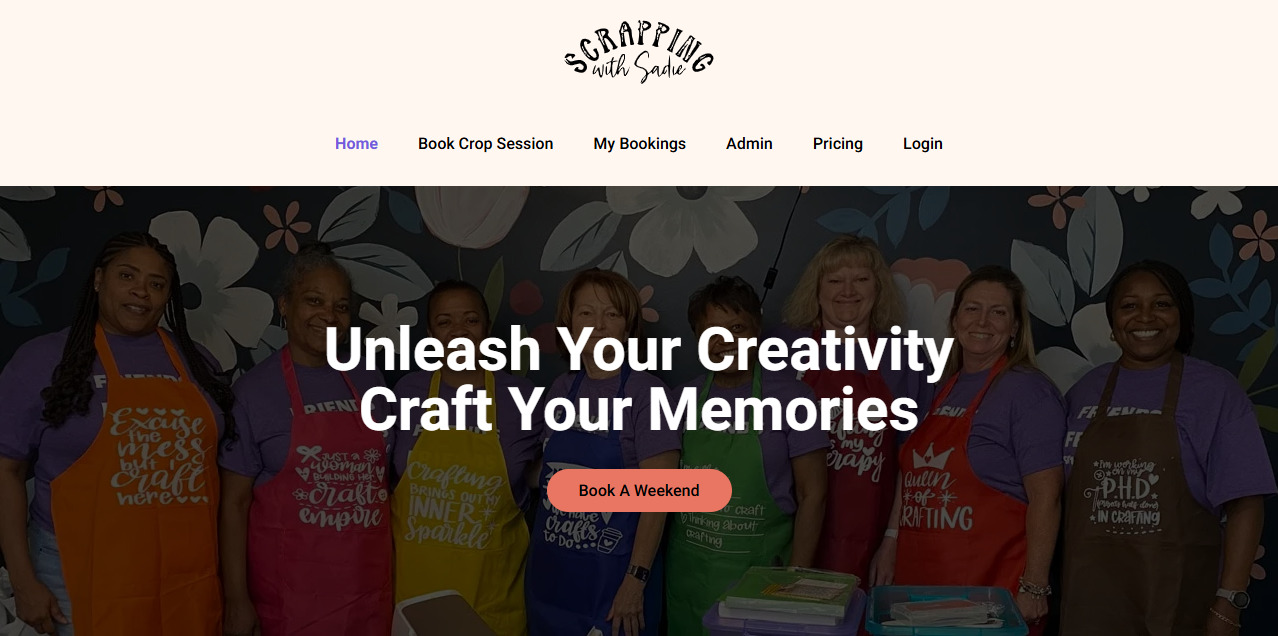 SCRAPPING
with Sadie
Home
Book Crop Session
My Bookings
Admin
Pricing
Login
Unleash Your Creativity
Craft Your Memories
Book A Weekend
Excuse
the
mess
but I
craft
here
JUST A
woman
BUILDING HER
craft
empire
Crafting
BRINGS OUT MY
INNER
Sparkle
Crafts
to Do
craft
thinking about
crafting
is my
Queen
OF
CRAFTING
I'm working
on my
P.H.D.
IN CRAFTING